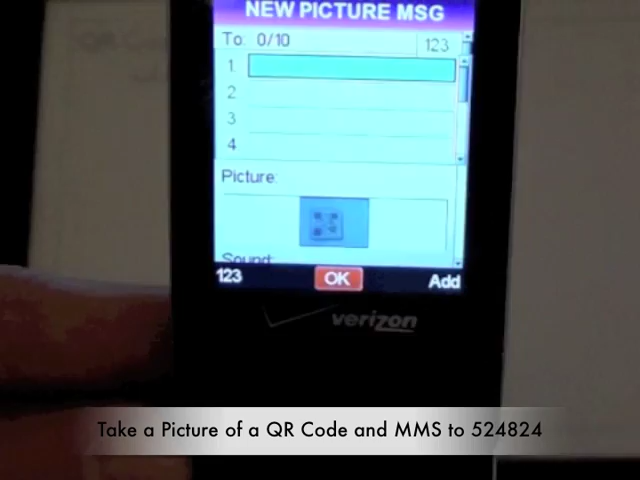 NEW PICTURE MSG
To: 0/10
123
1
2
3
4
Picture:
Sound:
123
OK
Add
verizon
Take a Picture of a QR Code and MMS to 524824